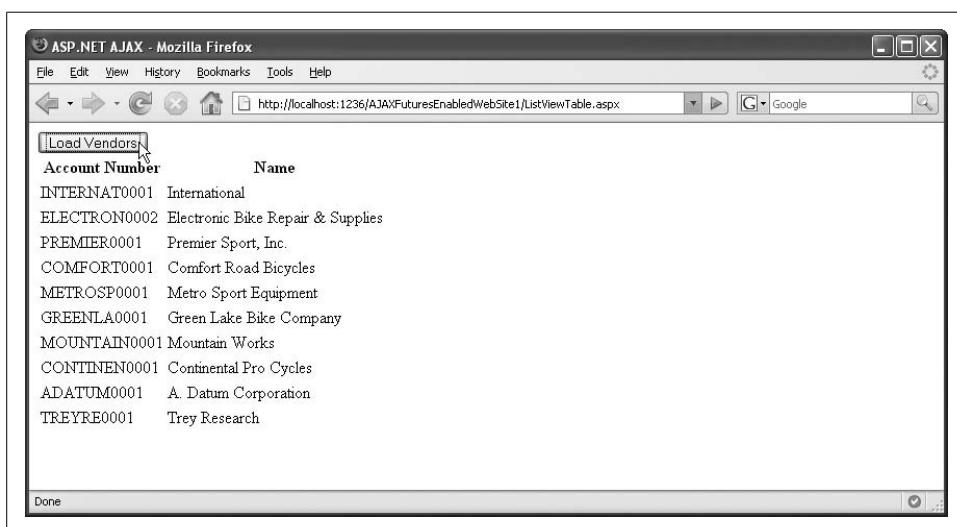 ASP.NET AJAX - Mozilla Firefox
File Edit View History Bookmarks Tools Help
http://localhost:1236/AJAXFuturesEnabledWebSite1/ListViewTable.aspx G Google
Load Vendors
Account Number Name
INTERNAT0001 International
ELECTRON0002 Electronic Bike Repair & Supplies
PREMIER0001 Premier Sport, Inc.
COMFORT0001 Comfort Road Bicycles
METROSP0001 Metro Sport Equipment
GREENLA0001 Green Lake Bike Company
MOUNTAIN0001 Mountain Works
CONTINEN0001 Continental Pro Cycles
ADATUM0001 A. Datum Corporation
TREYRE0001 Trey Research
Done